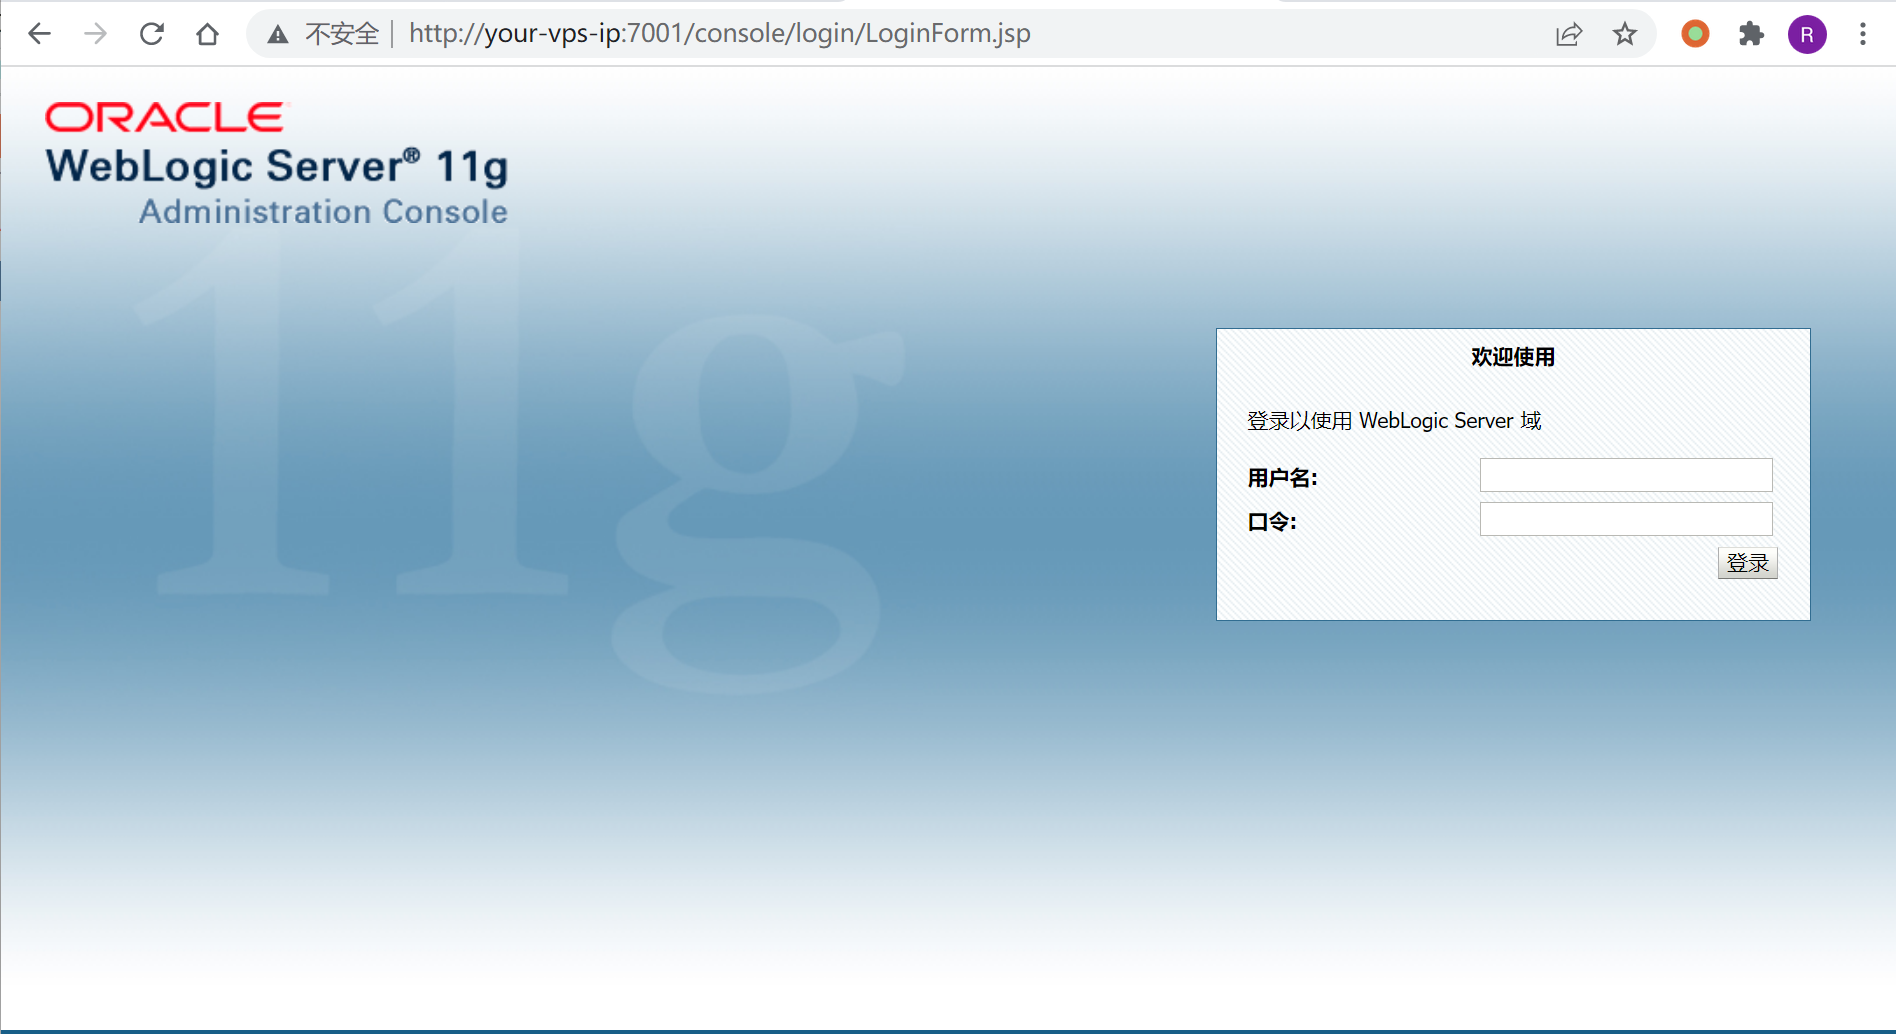 不安全 http://your-vps-ip:7001/console/login/LoginForm.jsp
R
ORACLE
WebLogic Server® 11g
Administration Console
11g
欢迎使用
登录以使用 WebLogic Server 域
用户名:
口令:
登录